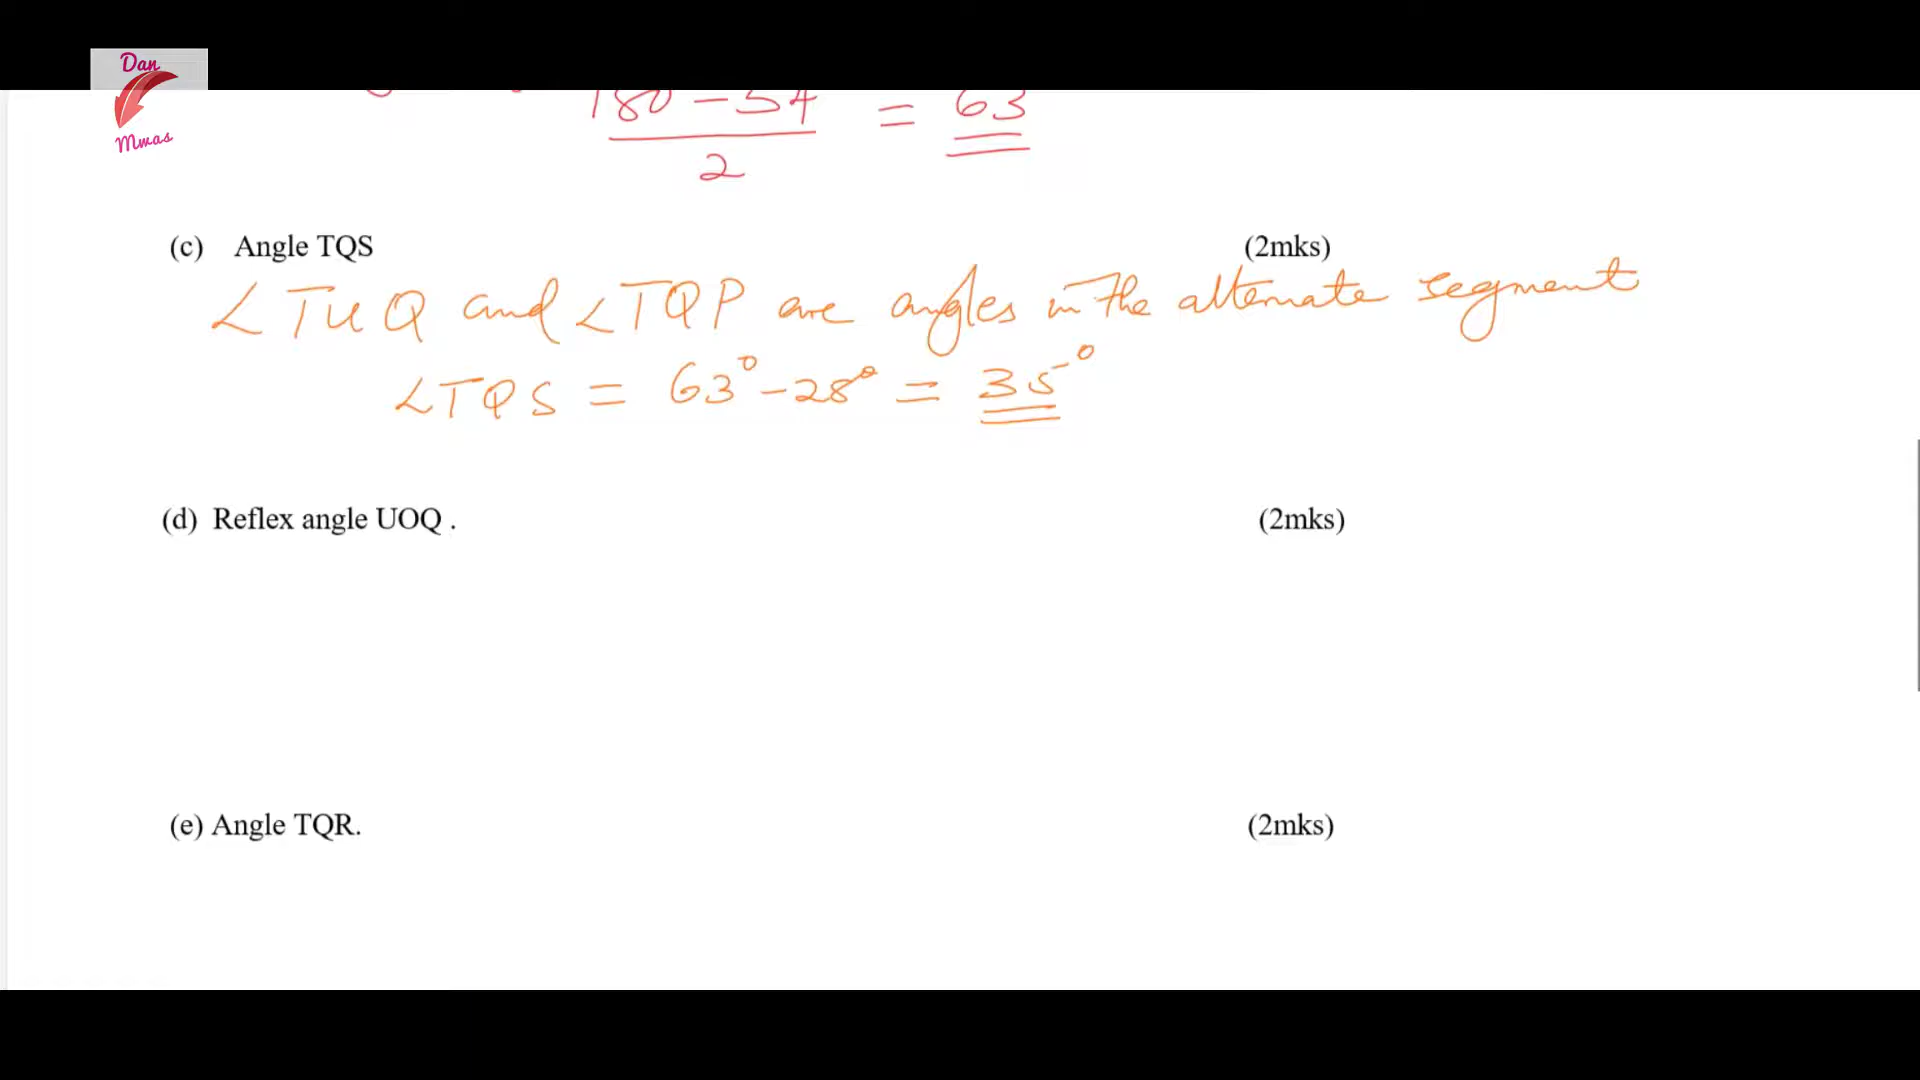 Dan
Mwas
180 - 54 = 63
2
(c) Angle TQS (2mks)
∠TUQ and ∠TQP are angles in the alternate segment
∠TQS = 63° - 28° = 35°
(d) Reflex angle UOQ . (2mks)
(e) Angle TQR. (2mks)